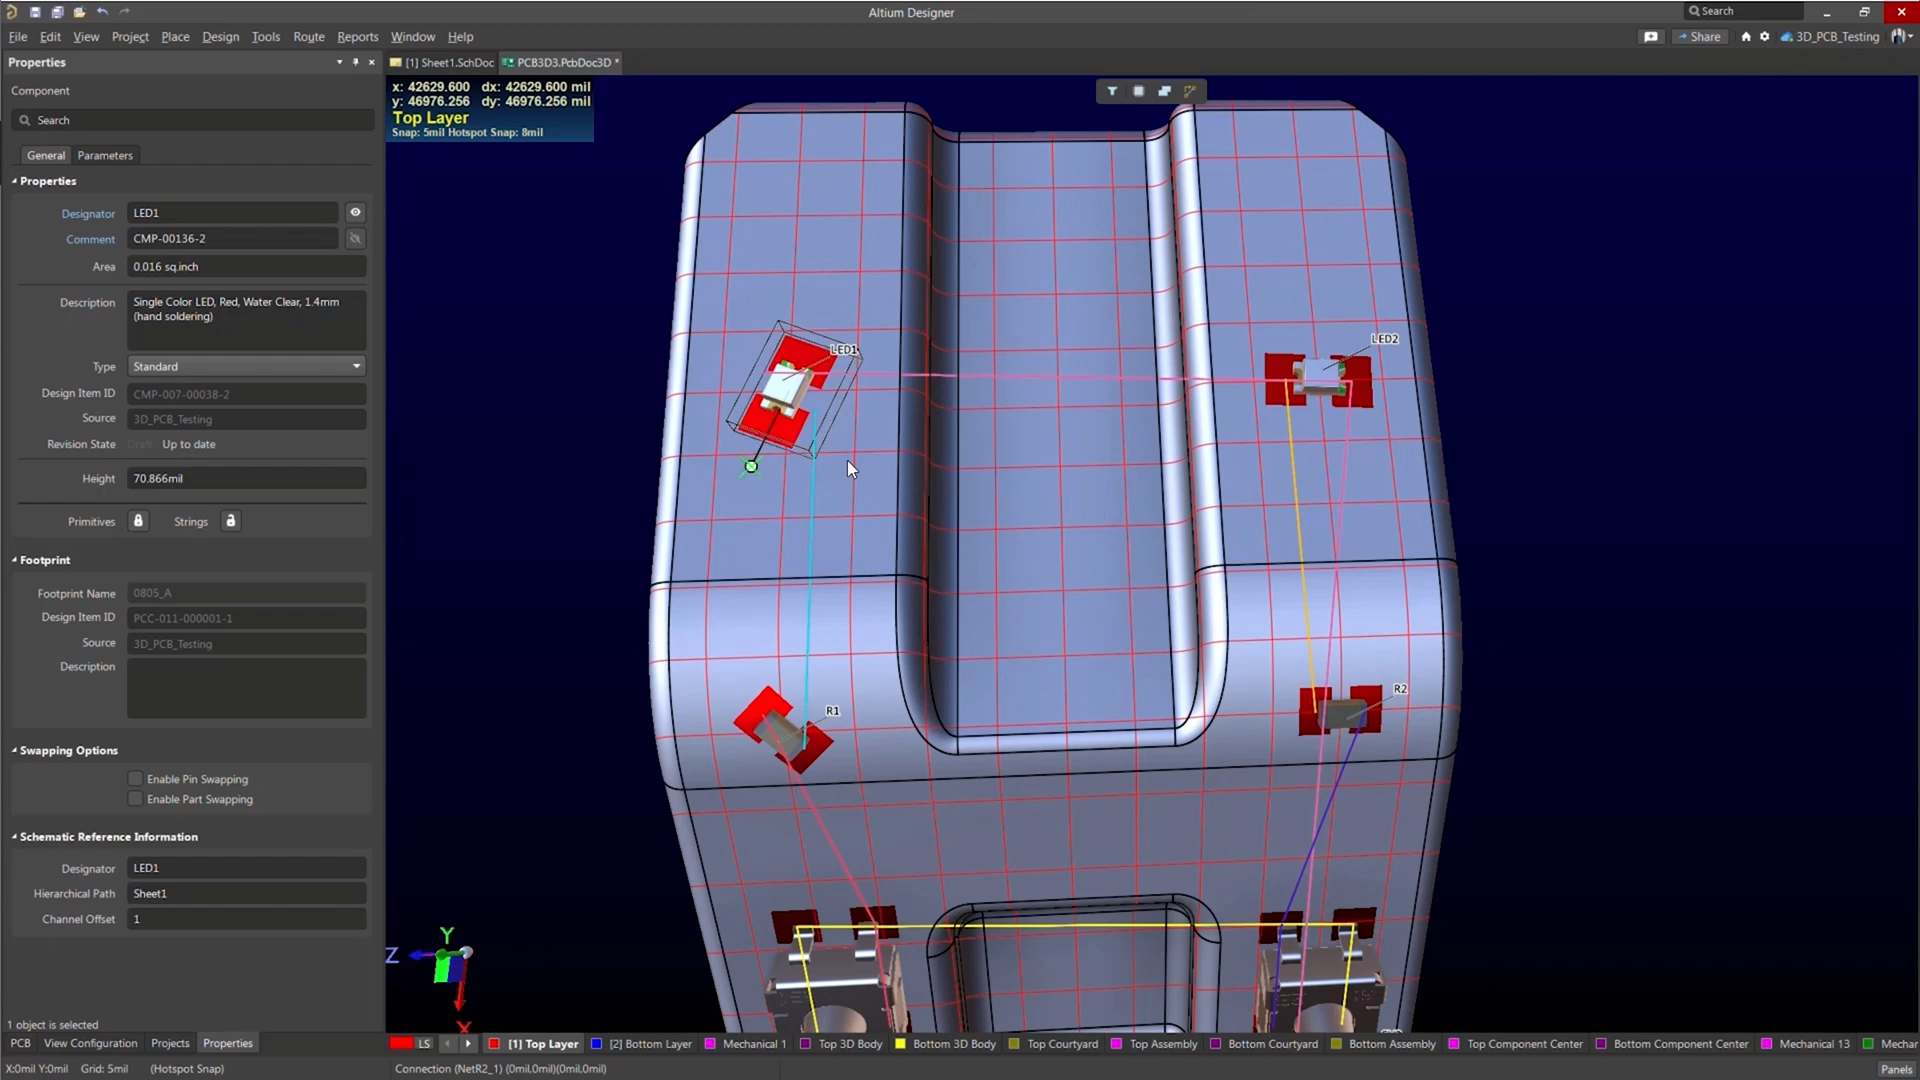 Altium Designer
Search
File Edit View Project Place Design Tools Route Reports Window Help
Share
3D_PCB_Testing
Properties
[1] Sheet1.SchDoc
PCB3D3.PcbDoc3D *
Component
Search
General Parameters
Properties
Designator LED1
Comment CMP-00136-2
Area 0.016 sq.inch
Description Single Color LED, Red, Water Clear, 1.4mm
(hand soldering)
Type Standard
Design Item ID CMP-007-00038-2
Source 3D_PCB_Testing
Revision State Draft Up to date
Height 70.866mil
Primitives Strings
Footprint
Footprint Name 0805_A
Design Item ID PCC-011-000001-1
Source 3D_PCB_Testing
Description
Swapping Options
Enable Pin Swapping
Enable Part Swapping
Schematic Reference Information
Designator LED1
Hierarchical Path Sheet1
Channel Offset 1
1 object is selected
PCB View Configuration Projects Properties
X:0mil Y:0mil Grid: 5mil (Hotspot Snap)
x: 42629.600 dx: 42629.600 mil
y: 46976.256 dy: 46976.256 mil
Top Layer
Snap: 5mil Hotspot Snap: 8mil
LED1
LED2
R1
R2
Y
Z
X
LS [1] Top Layer [2] Bottom Layer Mechanical 1 Top 3D Body Bottom 3D Body Top Courtyard Top Assembly Bottom Courtyard Bottom Assembly Top Component Center Bottom Component Center Mechanical 13 Mechar
Connection (NetR2_1) (0mil,0mil)(0mil,0mil)
Panels